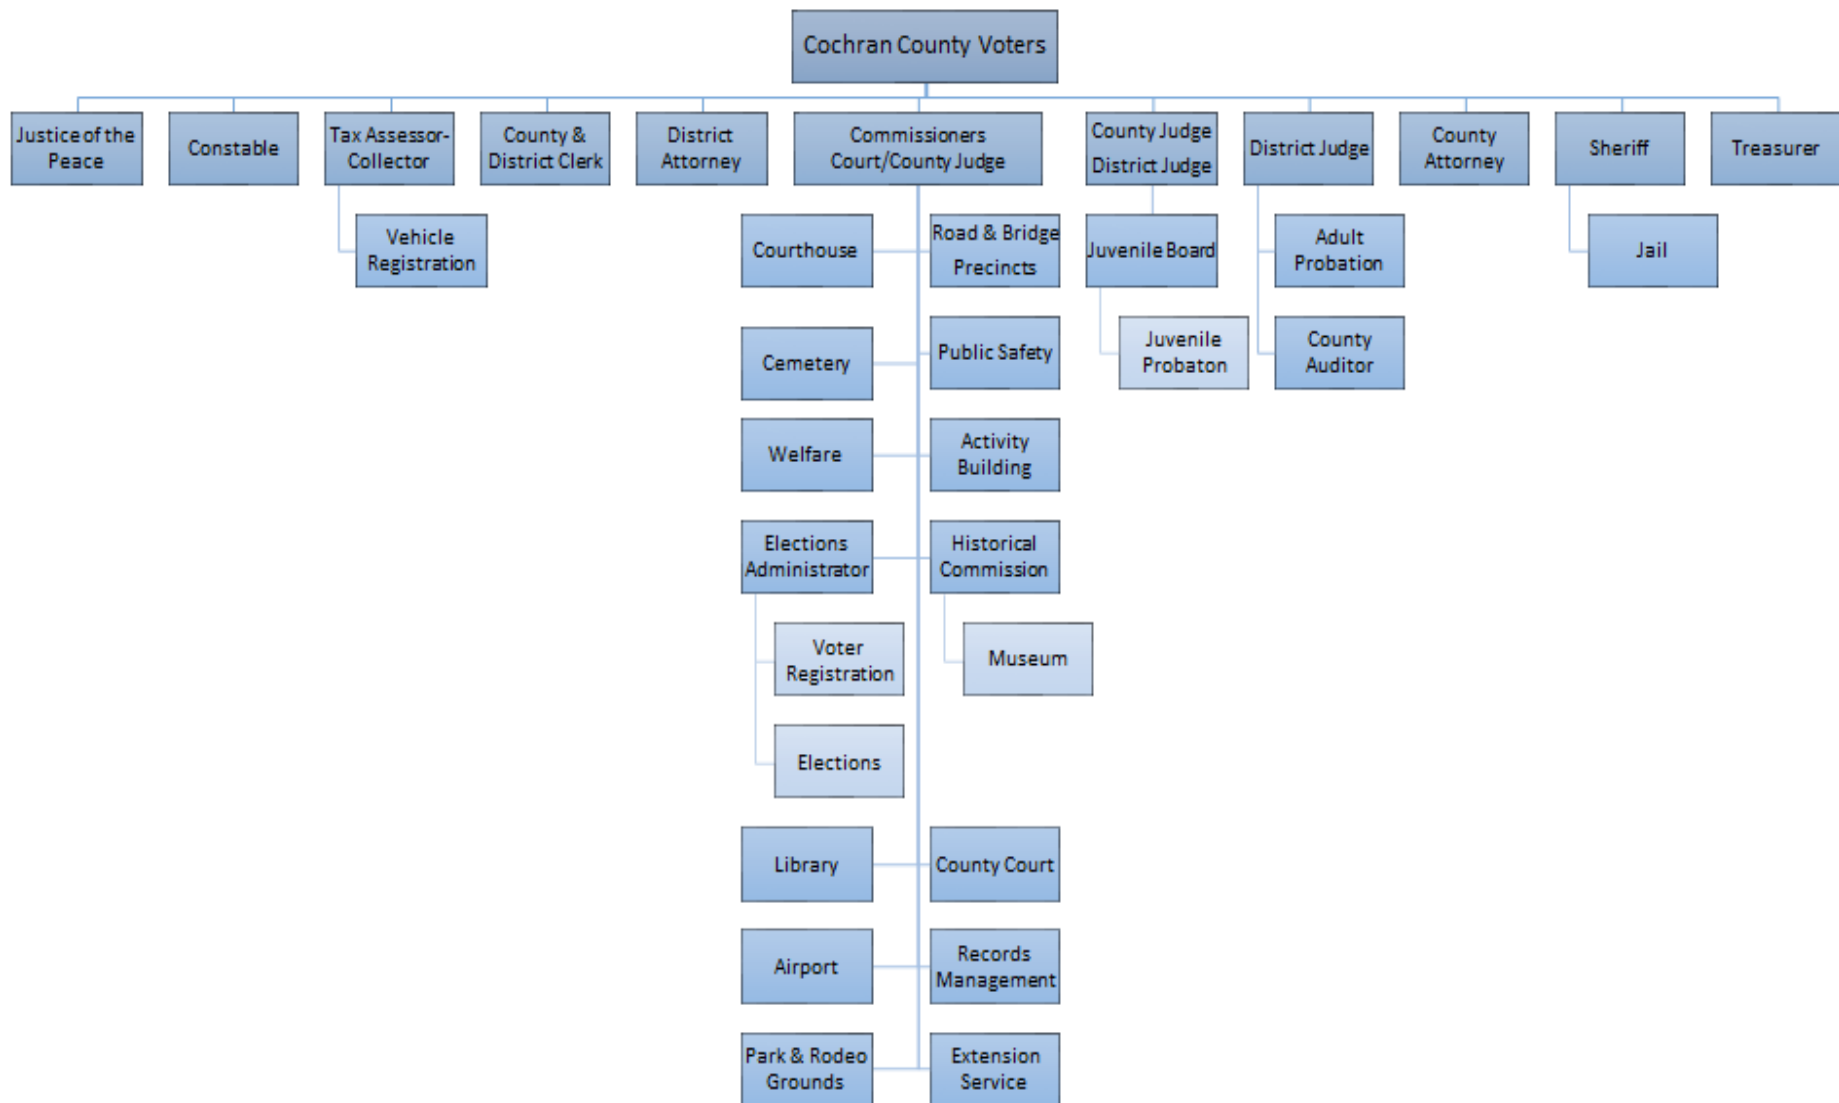 Cochran County Voters
Justice of the
Peace
Constable
Tax Assessor-
Collector
County &
District Clerk
District
Attorney
Commissioners
Court/County Judge
County Judge
District Judge
District Judge
County
Attorney
Sheriff
Treasurer
Vehicle
Registration
Courthouse
Road & Bridge
Precincts
Juvenile Board
Adult
Probation
Jail
Cemetery
Public Safety
Juvenile
Probaton
County
Auditor
Welfare
Activity
Building
Elections
Administrator
Historical
Commission
Voter
Registration
Museum
Elections
Library
County Court
Airport
Records
Management
Park & Rodeo
Grounds
Extension
Service